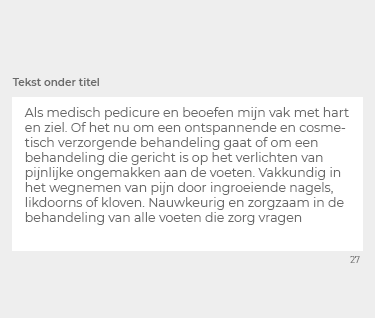 Tekst onder titel
Als medisch pedicure en beoefen mijn vak met hart
en ziel. Of het nu om een ontspannende en cosme-
tisch verzorgende behandeling gaat of om een
behandeling die gericht is op het verlichten van
pijnlijke ongemakken aan de voeten. Vakkundig in
het wegnemen van pijn door ingroeiende nagels,
likdoorns of kloven. Nauwkeurig en zorgzaam in de
behandeling van alle voeten die zorg vragen
27